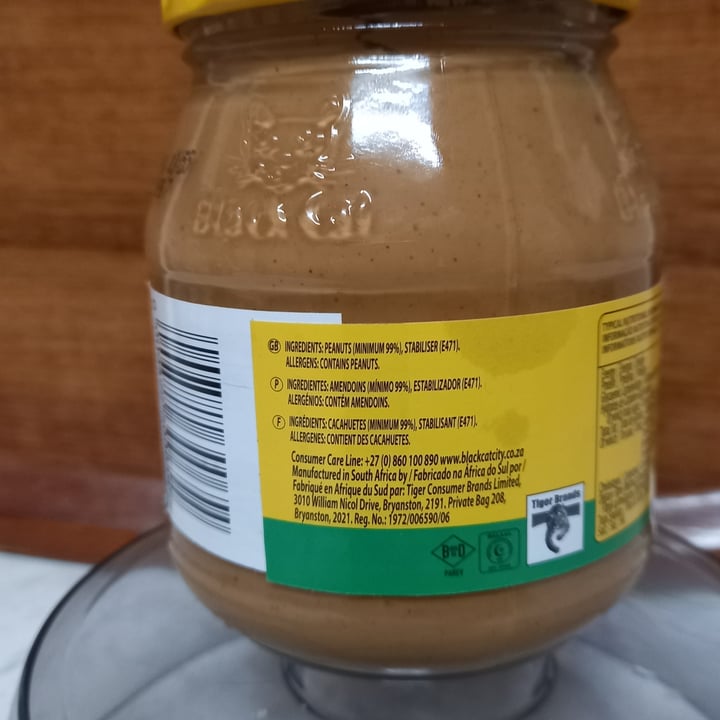 Black Cat
GB INGREDIENTS: PEANUTS (MINIMUM 99%), STABILISER (E471).
ALLERGENS: CONTAINS PEANUTS.
P INGREDIENTES: AMENDOINS (MÍNIMO 99%), ESTABILIZADOR (E471).
ALERGÉNIOS: CONTÉM AMENDOINS.
F INGRÉDIENTS: CACAHUETES (MINIMUM 99%), STABILISANT (E471).
ALLERGENES: CONTIENT DES CACAHUETES.
Consumer Care Line: +27 (0) 860 100 890 www.blackcatcity.co.za
Manufactured in South Africa by / Fabricado na África do Sul por /
Fabriqué en Afrique du Sud par: Tiger Consumer Brands Limited,
3010 William Nicol Drive, Bryanston, 2191. Private Bag 208,
Bryanston, 2021. Reg. No.: 1972/006590/06
Tiger Brands
PAREV
TYPICAL NUTRITIONAL